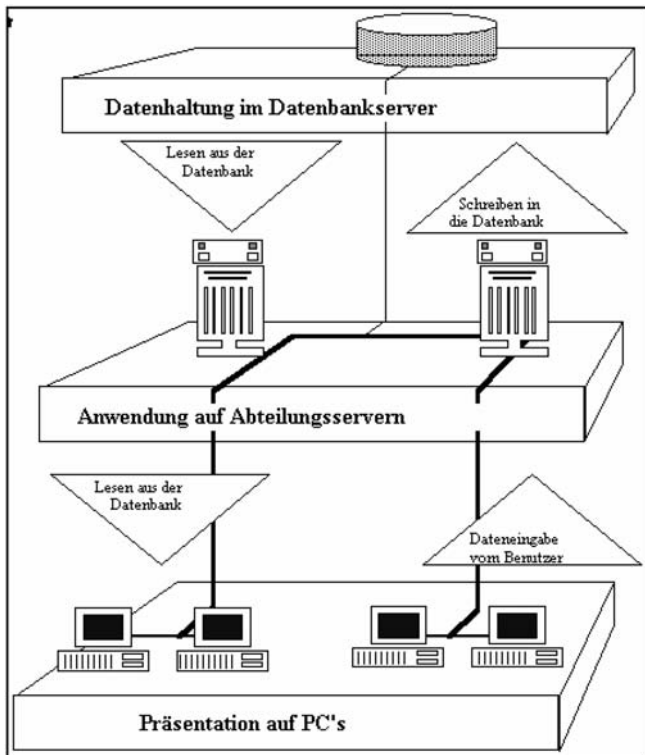 Datenhaltung im Datenbankserver
Lesen aus der
Datenbank
Schreiben in
die Datenbank
Anwendung auf Abteilungsservern
Lesen aus der
Datenbank
Dateneingabe
vom Benutzer
Präsentation auf PC's